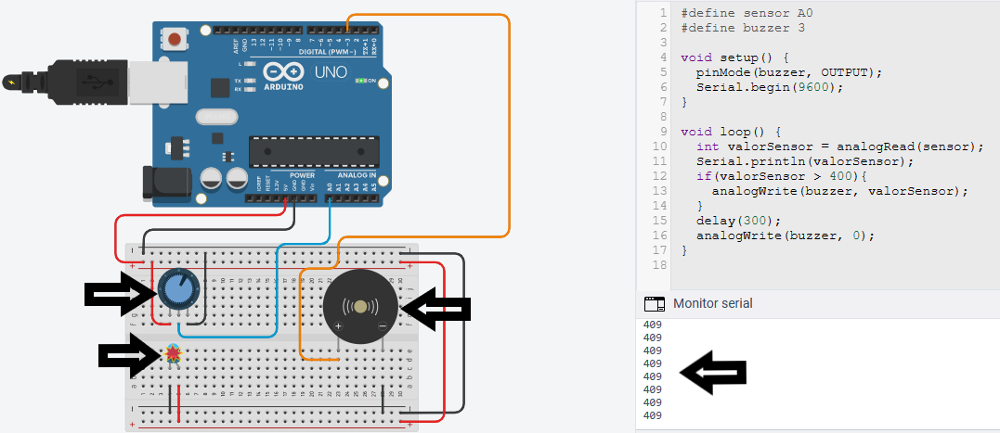 AREF
GND
13
12
~11
~10
~9
8
7
~6
~5
4
~3
2
TX→1
RX←0
DIGITAL (PWM~)
L
TX
RX
UNO
ARDUINO
ON
POWER
ANALOG IN
IOREF
RESET
3.3V
5V
GND
GND
Vin
A0
A1
A2
A3
A4
A5
1 #define sensor A0
2 #define buzzer 3
3
4 void setup() {
5 pinMode(buzzer, OUTPUT);
6 Serial.begin(9600);
7 }
8
9 void loop() {
10 int valorSensor = analogRead(sensor);
11 Serial.println(valorSensor);
12 if(valorSensor > 400){
13 analogWrite(buzzer, valorSensor);
14 }
15 delay(300);
16 analogWrite(buzzer, 0);
17 }
18
Monitor serial
409
409
409
409
409
409
409
409